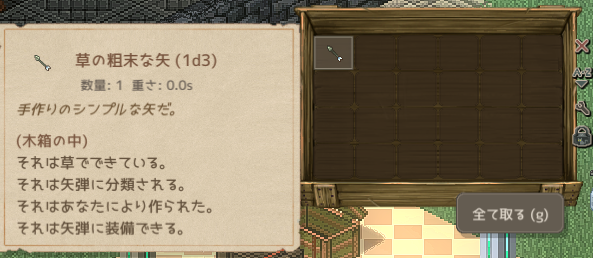 草の粗末な矢 (1d3)
数量: 1 重さ: 0.0s
手作りのシンプルな矢だ。
(木箱の中)
それは草でできている。
それは矢弾に分類される。
それはあなたにより作られた。
それは矢弾に装備できる。
A-Z
全て取る (g)